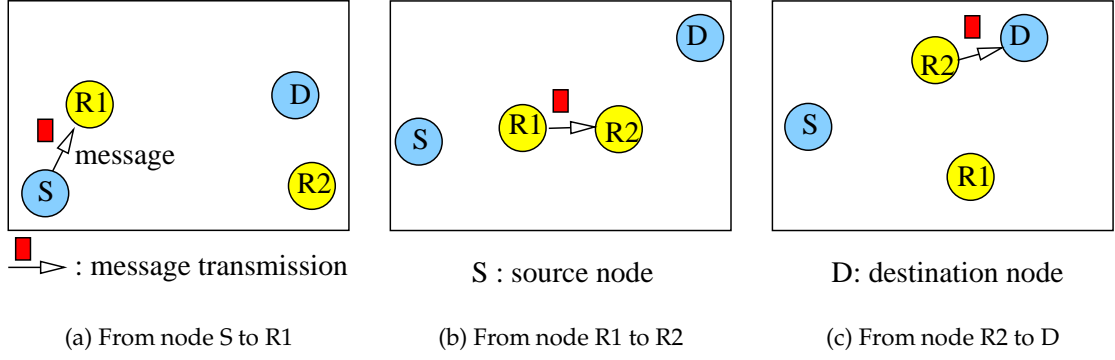 R1
D
message
S
R2
: message transmission
(a) From node S to R1
D
S
R1
R2
S : source node
(b) From node R1 to R2
R2
D
S
R1
D: destination node
(c) From node R2 to D